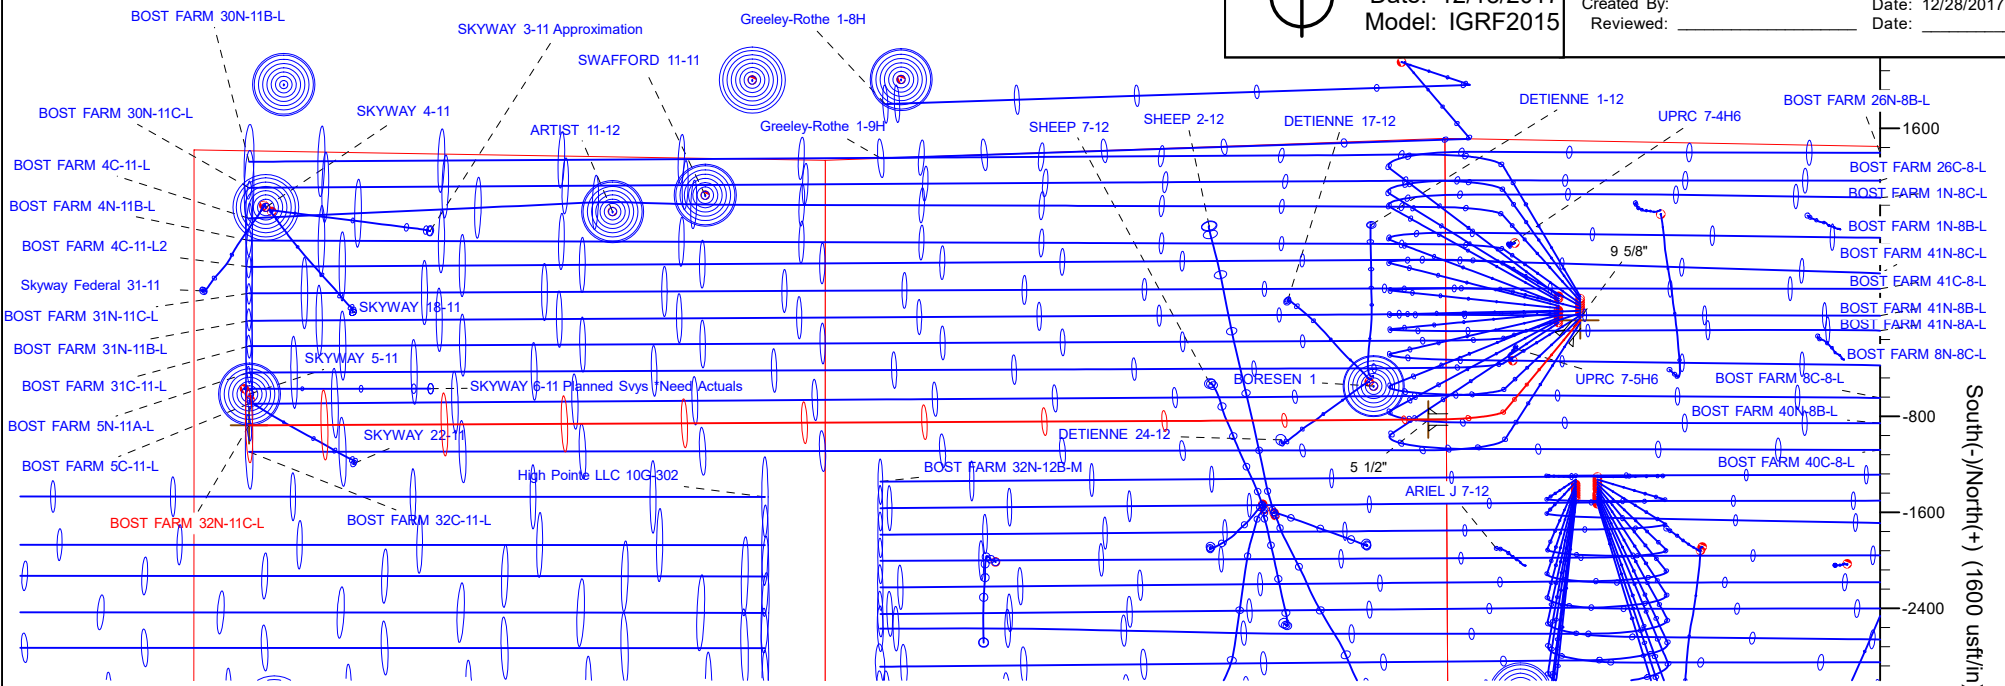 Date: 12/18/2017
Model: IGRF2015
Created By:
Date: 12/28/2017
Reviewed:
Date:
BOST FARM 30N-11B-L
SKYWAY 3-11 Approximation
Greeley-Rothe 1-8H
SWAFFORD 11-11
BOST FARM 30N-11C-L
SKYWAY 4-11
ARTIST 11-12
Greeley-Rothe 1-9H
SHEEP 7-12
SHEEP 2-12
DETIENNE 17-12
DETIENNE 1-12
UPRC 7-4H6
BOST FARM 26N-8B-L
1600
BOST FARM 4C-11-L
BOST FARM 26C-8-L
BOST FARM 1N-8C-L
BOST FARM 4N-11B-L
BOST FARM 1N-8B-L
BOST FARM 4C-11-L2
9 5/8"
BOST FARM 41N-8C-L
Skyway Federal 31-11
BOST FARM 41C-8-L
SKYWAY 18-11
BOST FARM 41N-8B-L
BOST FARM 31N-11C-L
BOST FARM 41N-8A-L
BOST FARM 31N-11B-L
SKYWAY 5-11
BOST FARM 8N-8C-L
BOST FARM 31C-11-L
SKYWAY 6-11 Planned Svys *Need Actuals
BORESEN 1
UPRC 7-5H6
BOST FARM 8C-8-L
BOST FARM 5N-11A-L
SKYWAY 22-11
DETIENNE 24-12
BOST FARM 40N-8B-L
-800
BOST FARM 5C-11-L
High Pointe LLC 10G-302
BOST FARM 32N-12B-M
5 1/2"
BOST FARM 40C-8-L
ARIEL J 7-12
BOST FARM 32N-11C-L
BOST FARM 32C-11-L
-1600
-2400
South(-)/North(+) (1600 usft/in)